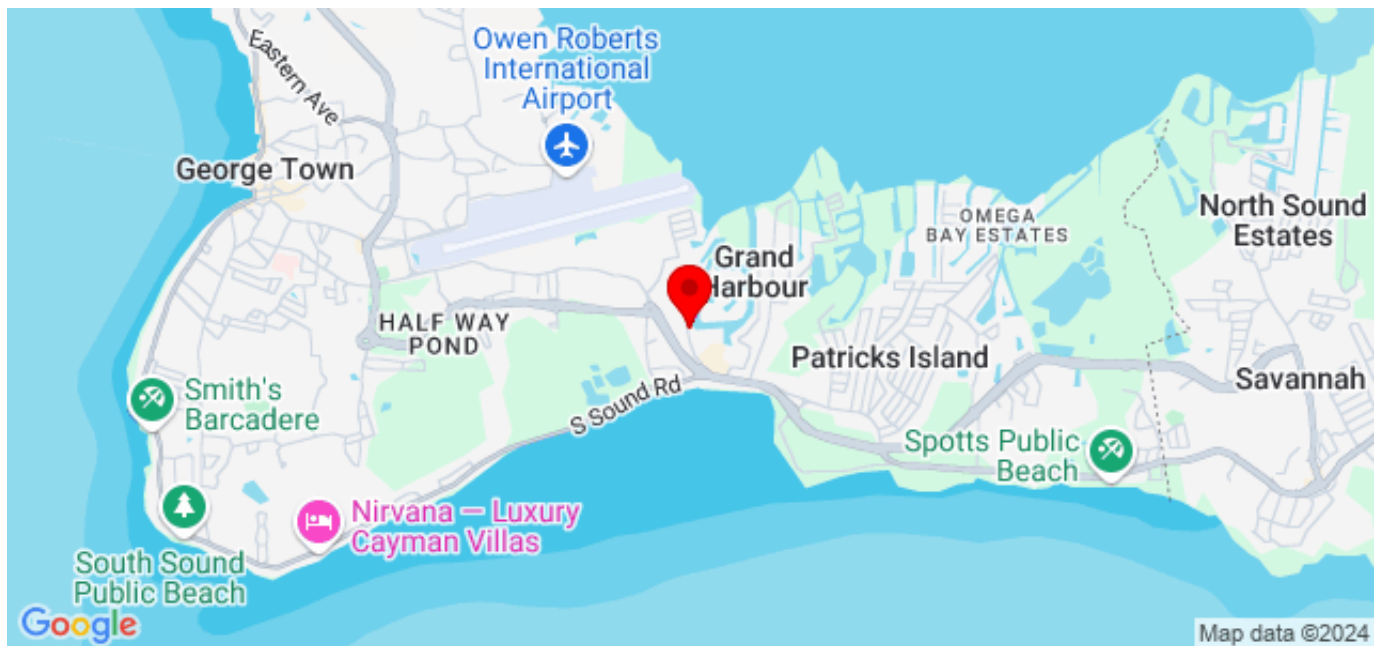 Owen Roberts
International
Airport
Eastern Ave
George Town
OMEGA
BAY ESTATES
North Sound
Estates
Grand
Harbour
HALF WAY
POND
Patricks Island
Savannah
Smith's
Barcadere
S Sound Rd
Spotts Public
Beach
Nirvana — Luxury
Cayman Villas
South Sound
Public Beach
Google
Map data ©2024